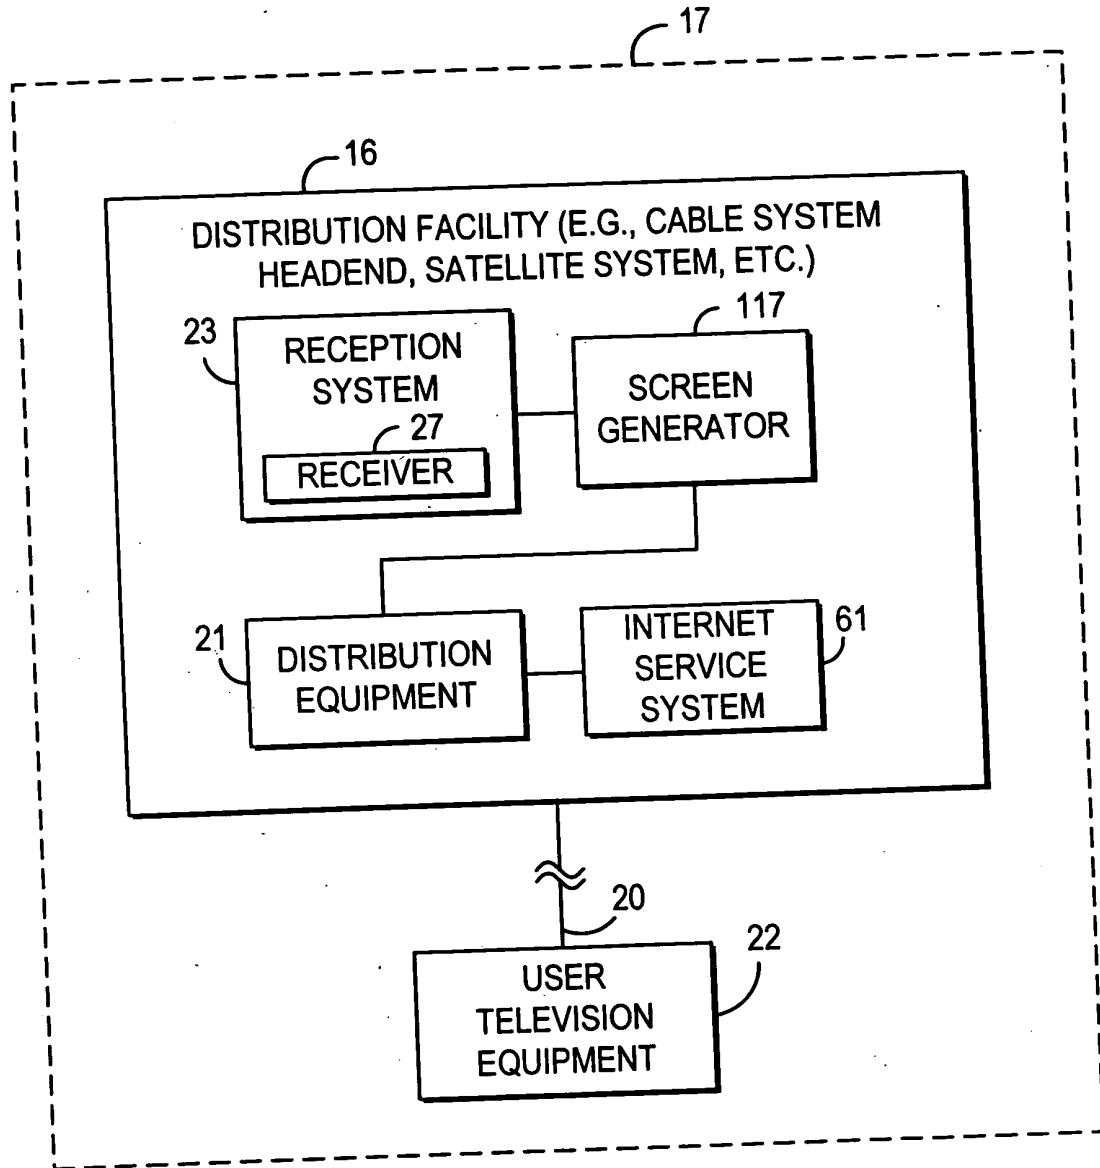 17
16
DISTRIBUTION FACILITY (E.G., CABLE SYSTEM
HEADEND, SATELLITE SYSTEM, ETC.)
23
RECEPTION
SYSTEM
27
RECEIVER
117
SCREEN
GENERATOR
21
DISTRIBUTION
EQUIPMENT
INTERNET
SERVICE
SYSTEM
61
20
22
USER
TELEVISION
EQUIPMENT